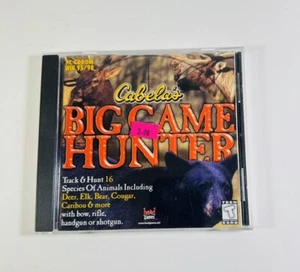 PC CD-ROM
WIN 95/98
Cabela's
BIG GAME
HUNTER
Track & Hunt 16
Species Of Animals Including
Deer, Elk, Bear, Cougar,
Caribou & more
with bow, rifle,
handgun or shotgun.